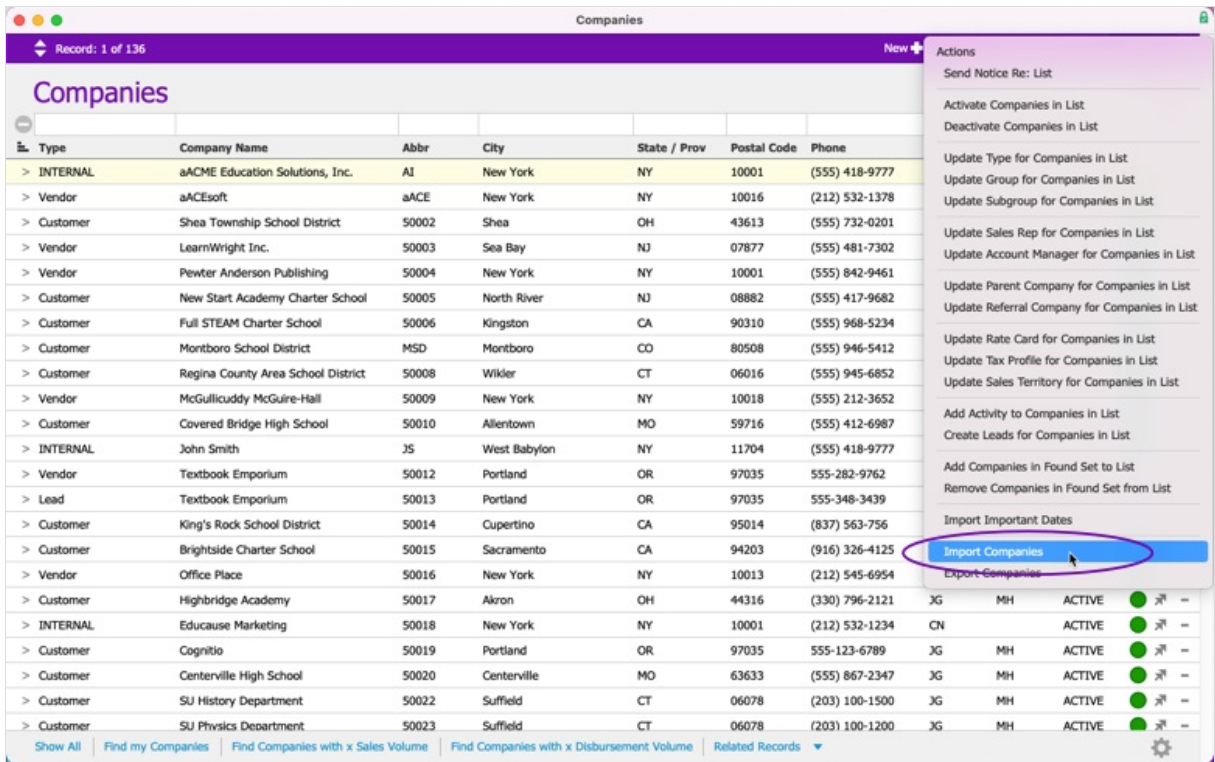 Companies
Record: 1 of 136
New
Companies
Type Company Name Abbr City State / Prov Postal Code Phone
> INTERNAL aACME Education Solutions, Inc. AI New York NY 10001 (555) 418-9777
> Vendor aACEsoft aACE New York NY 10016 (212) 532-1378
> Customer Shea Township School District 50002 Shea OH 43613 (555) 732-0201
> Vendor LearnWright Inc. 50003 Sea Bay NJ 07877 (555) 481-7302
> Vendor Pewter Anderson Publishing 50004 New York NY 10001 (555) 842-9461
> Customer New Start Academy Charter School 50005 North River NJ 08882 (555) 417-9682
> Customer Full STEAM Charter School 50006 Kingston CA 90310 (555) 968-5234
> Customer Montboro School District MSD Montboro CO 80508 (555) 946-5412
> Customer Regina County Area School District 50008 Wikler CT 06016 (555) 945-6852
> Vendor McGullicuddy McGuire-Hall 50009 New York NY 10018 (555) 212-3652
> Customer Covered Bridge High School 50010 Allentown MO 59716 (555) 412-6987
> INTERNAL John Smith JS West Babylon NY 11704 (555) 418-9777
> Vendor Textbook Emporium 50012 Portland OR 97035 555-282-9762
> Lead Textbook Emporium 50013 Portland OR 97035 555-348-3439
> Customer King's Rock School District 50014 Cupertino CA 95014 (837) 563-756
> Customer Brightside Charter School 50015 Sacramento CA 94203 (916) 326-4125
> Vendor Office Place 50016 New York NY 10013 (212) 545-6954
> Customer Highbridge Academy 50017 Akron OH 44316 (330) 796-2121 JG MH ACTIVE
> INTERNAL Educause Marketing 50018 New York NY 10001 (212) 532-1234 CN ACTIVE
> Customer Cognitio 50019 Portland OR 97035 555-123-6789 JG MH ACTIVE
> Customer Centerville High School 50020 Centerville MO 63633 (555) 867-2347 JG MH ACTIVE
> Customer SU History Department 50022 Suffield CT 06078 (203) 100-1500 JG MH ACTIVE
> Customer SU Physics Department 50023 Suffield CT 06078 (203) 100-1200 JG MH ACTIVE
Actions
Send Notice Re: List
Activate Companies in List
Deactivate Companies in List
Update Type for Companies in List
Update Group for Companies in List
Update Subgroup for Companies in List
Update Sales Rep for Companies in List
Update Account Manager for Companies in List
Update Parent Company for Companies in List
Update Referral Company for Companies in List
Update Rate Card for Companies in List
Update Tax Profile for Companies in List
Update Sales Territory for Companies in List
Add Activity to Companies in List
Create Leads for Companies in List
Add Companies in Found Set to List
Remove Companies in Found Set from List
Import Important Dates
Import Companies
Export Companies
Show All Find my Companies Find Companies with x Sales Volume Find Companies with x Disbursement Volume Related Records